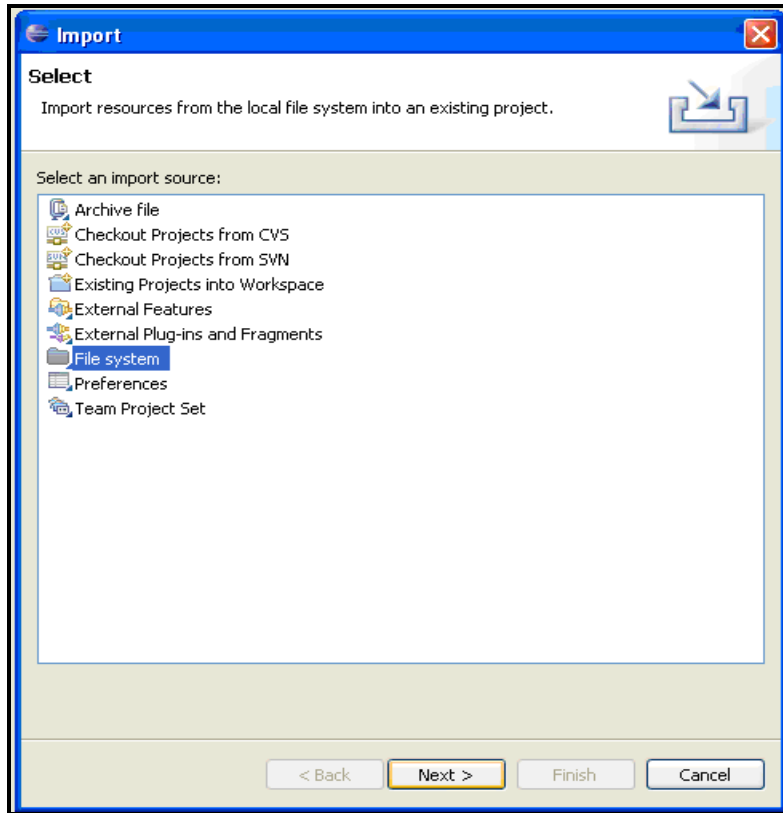 Import
Select
Import resources from the local file system into an existing project.
Select an import source:
Archive file
Checkout Projects from CVS
Checkout Projects from SVN
Existing Projects into Workspace
External Features
External Plug-ins and Fragments
File system
Preferences
Team Project Set
< Back Next > Finish Cancel